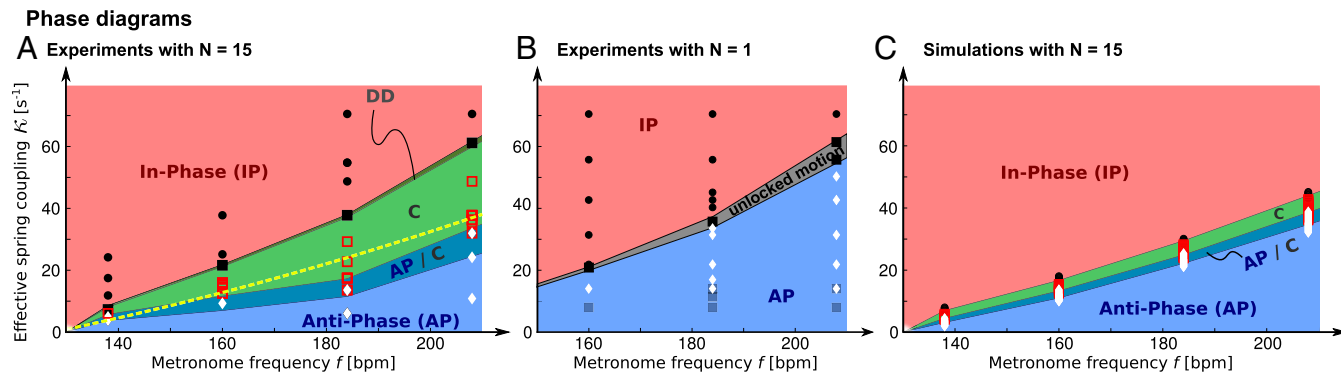 Phase diagrams
A Experiments with N = 15
Effective spring coupling κ [s⁻¹]
60
40
20
0
140
160
180
200
Metronome frequency f [bpm]
In-Phase (IP)
DD
C
AP / C
Anti-Phase (AP)
B Experiments with N = 1
60
40
20
0
160
180
200
Metronome frequency f [bpm]
IP
unlocked motion
AP
C Simulations with N = 15
60
40
20
0
140
160
180
200
Metronome frequency f [bpm]
In-Phase (IP)
C
AP / C
Anti-Phase (AP)